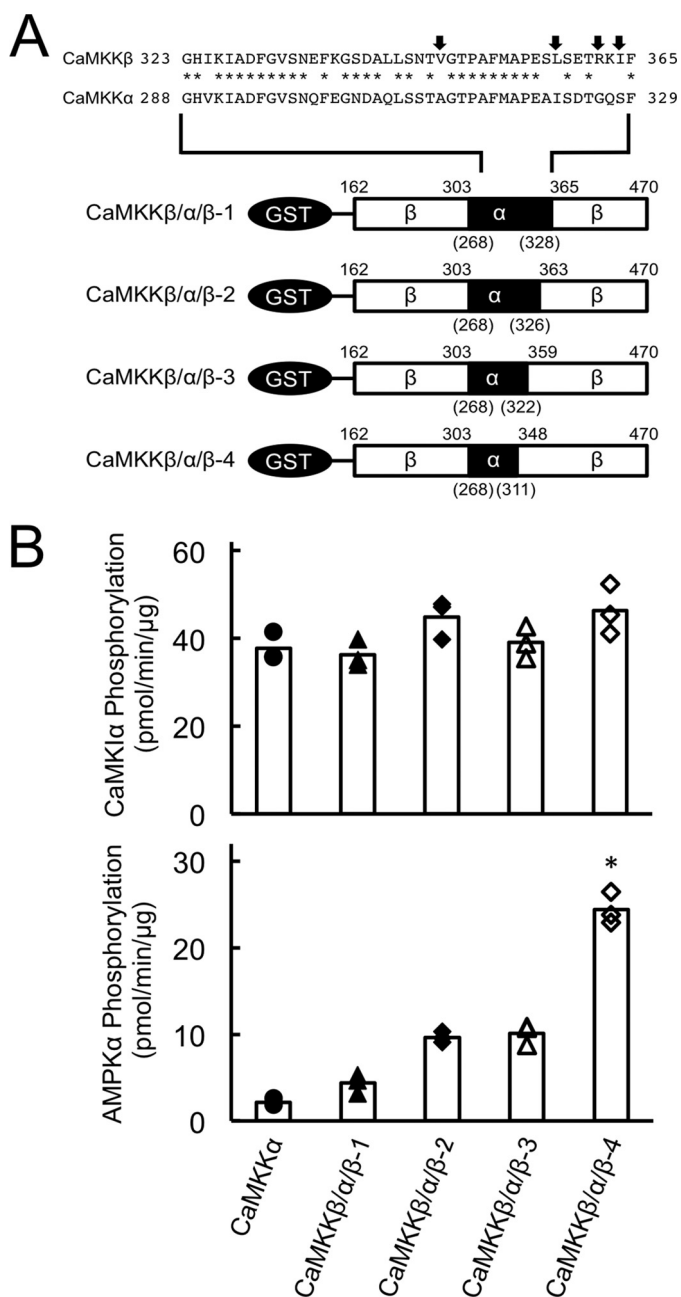 A
CaMKKβ 323 GHIKIADFGVSNEFKGSDALLSNTVGTPAFMAPESLSETRKIF 365
** ********** * *** ** * ********** * * *
CaMKKα 288 GHVKIADFGVSNQFEGNDAQLSSTAGTPAFMAPEAISDTGQSF 329
162 303 365 470
CaMKKβ/α/β-1 GST β α β
(268) (328)
162 303 363 470
CaMKKβ/α/β-2 GST β α β
(268) (326)
162 303 359 470
CaMKKβ/α/β-3 GST β α β
(268) (322)
162 303 348 470
CaMKKβ/α/β-4 GST β α β
(268) (311)
B
CaMKIα Phosphorylation
(pmol/min/µg)
60
40
20
0
AMPKα Phosphorylation
(pmol/min/µg)
30
20
10
0
*
CaMKKα
CaMKKβ/α/β-1
CaMKKβ/α/β-2
CaMKKβ/α/β-3
CaMKKβ/α/β-4